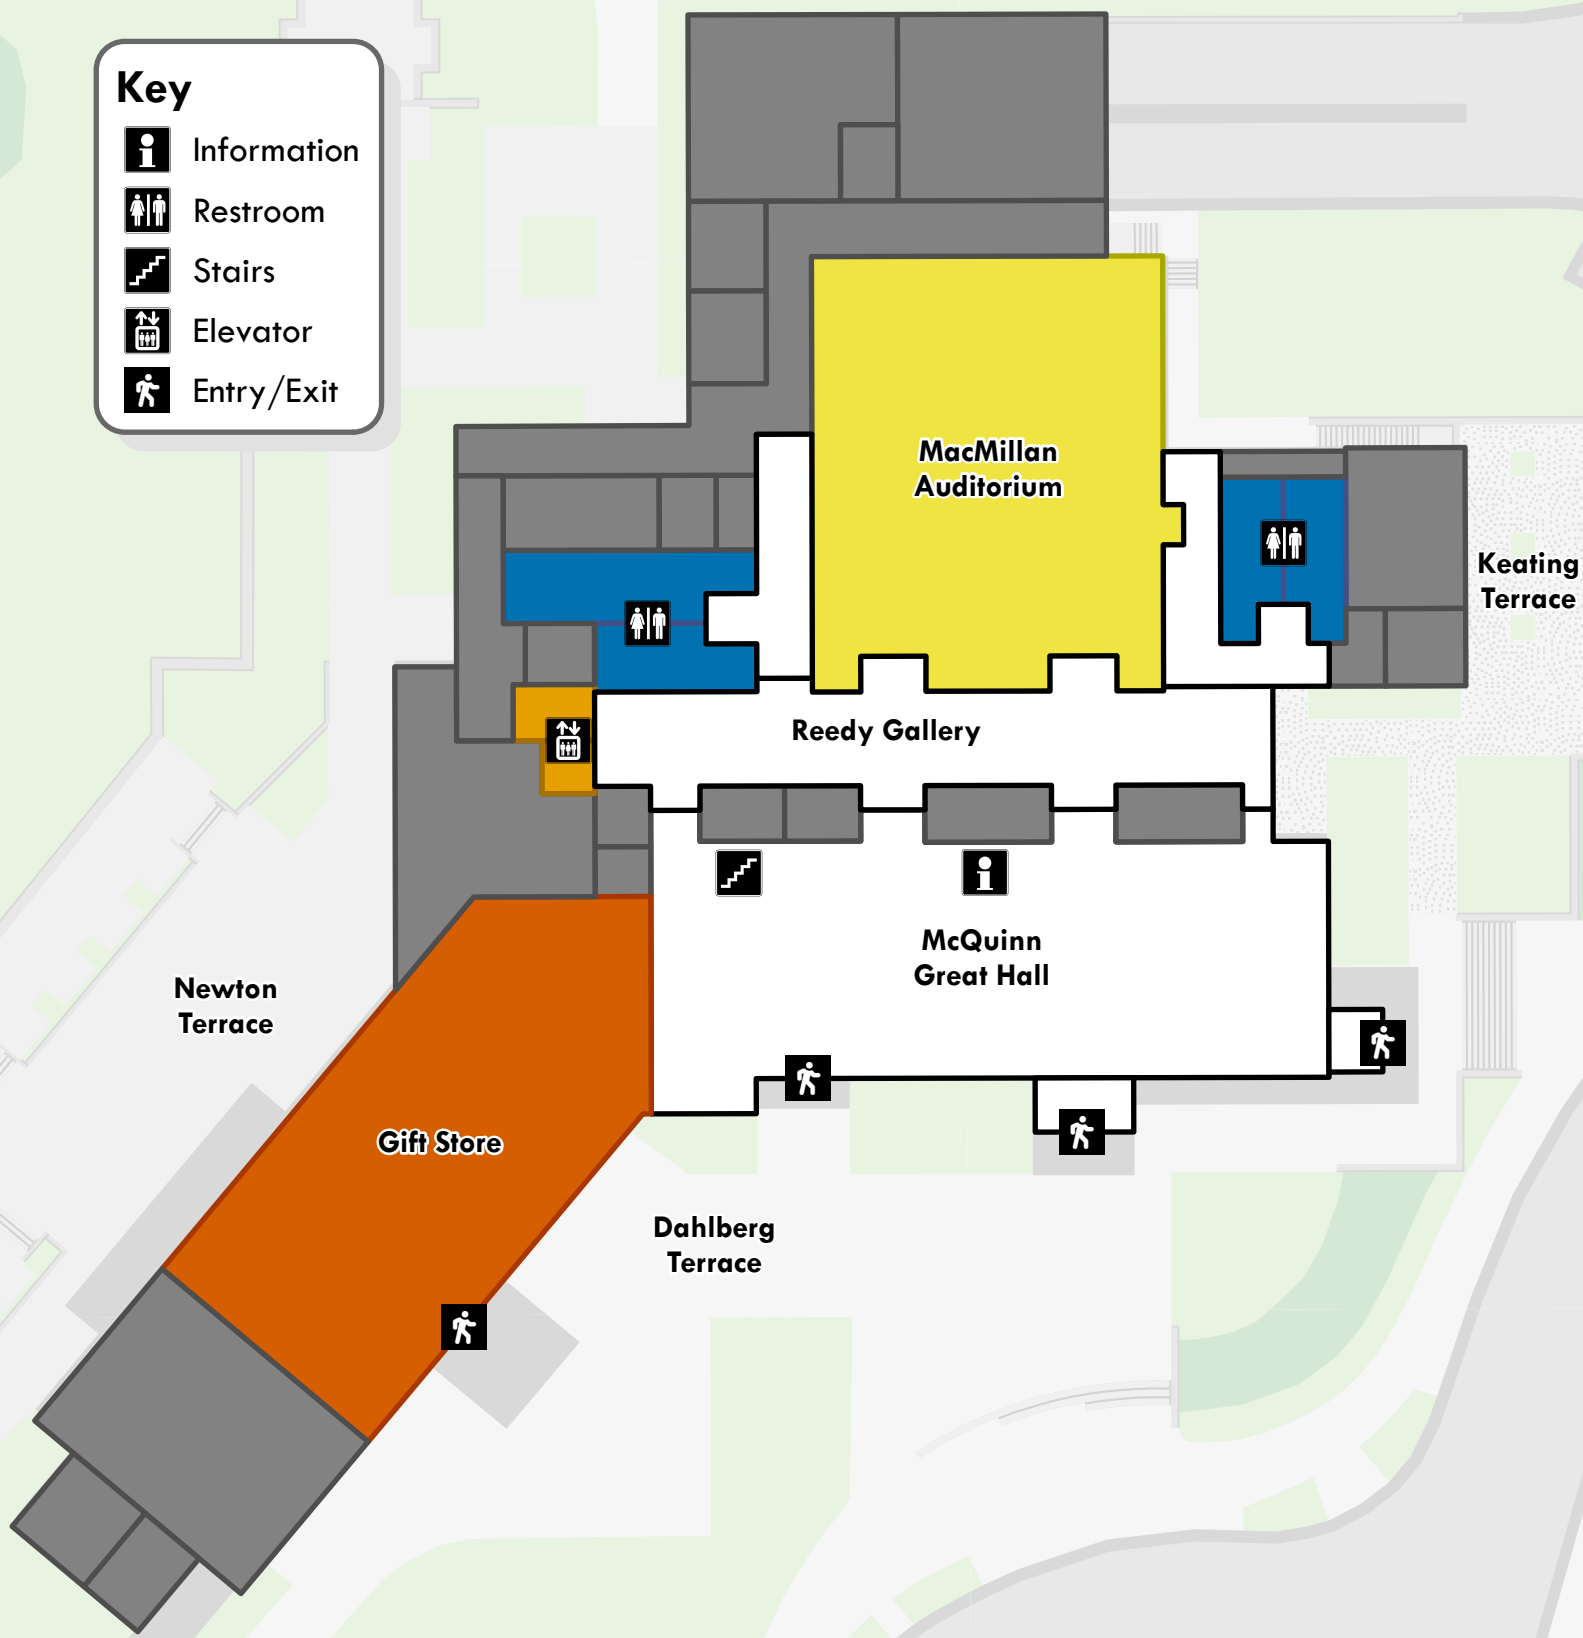 Key
Information
Restroom
Stairs
Elevator
Entry/Exit
MacMillan
Auditorium
Keating
Terrace
Reedy Gallery
McQuinn
Great Hall
Newton
Terrace
Gift Store
Dahlberg
Terrace